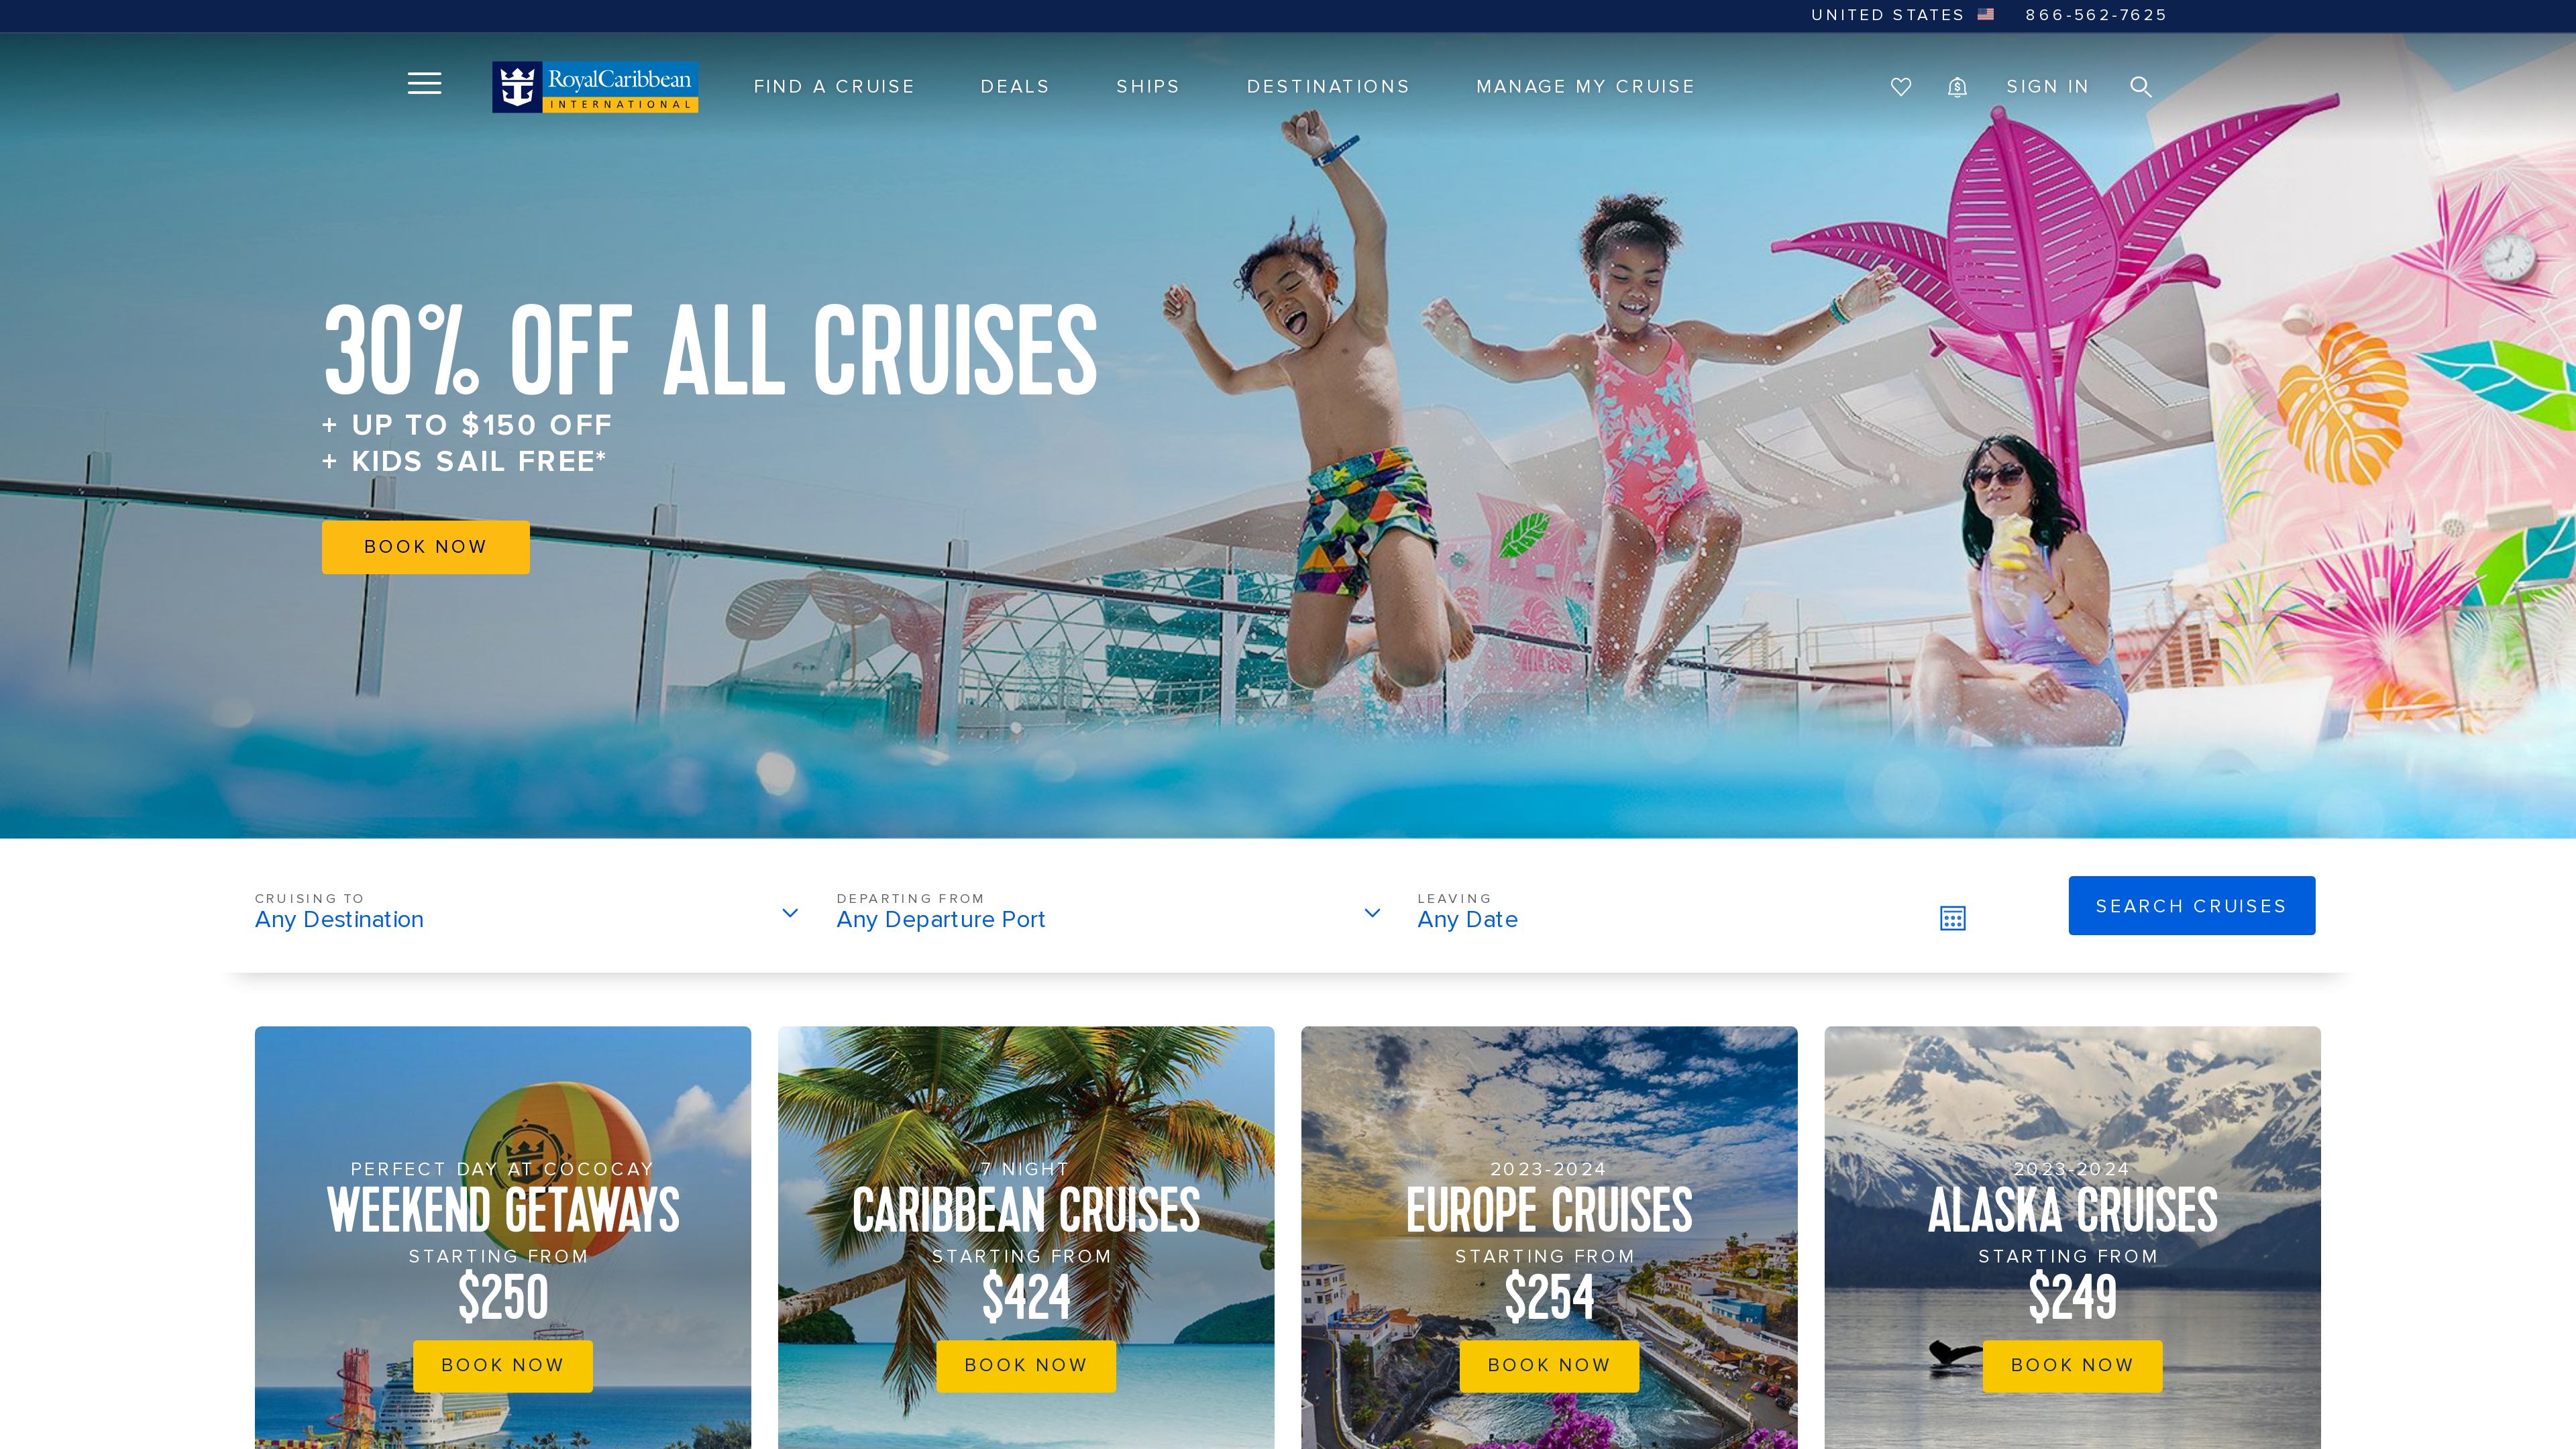 UNITED STATES 866-562-7625
RoyalCaribbean
INTERNATIONAL
FIND A CRUISE DEALS SHIPS DESTINATIONS MANAGE MY CRUISE SIGN IN
30% OFF ALL CRUISES
+ UP TO $150 OFF
+ KIDS SAIL FREE*
BOOK NOW
CRUISING TO
Any Destination
DEPARTING FROM
Any Departure Port
LEAVING
Any Date
SEARCH CRUISES
PERFECT DAY AT COCOCAY
WEEKEND GETAWAYS
STARTING FROM
$250
BOOK NOW
7 NIGHT
CARIBBEAN CRUISES
STARTING FROM
$424
BOOK NOW
2023-2024
EUROPE CRUISES
STARTING FROM
$254
BOOK NOW
2023-2024
ALASKA CRUISES
STARTING FROM
$249
BOOK NOW